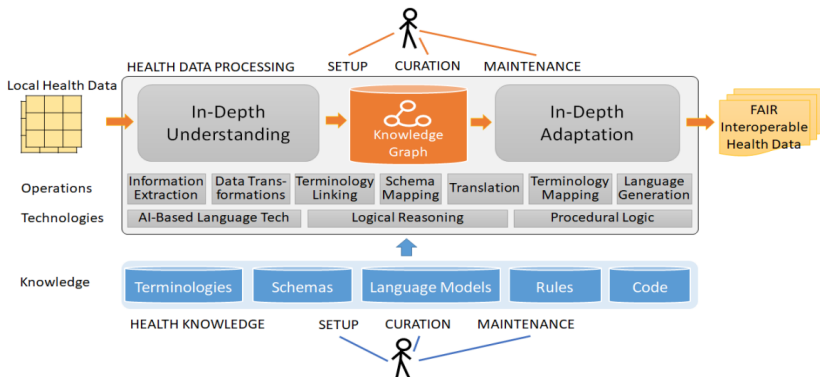 HEALTH DATA PROCESSING SETUP CURATION MAINTENANCE
Local Health Data
In-Depth
Understanding
Knowledge
Graph
In-Depth
Adaptation
FAIR
Interoperable
Health Data
Operations
Information
Extraction
Data Trans-
formations
Terminology
Linking
Schema
Mapping
Translation
Terminology
Mapping
Language
Generation
Technologies
AI-Based Language Tech
Logical Reasoning
Procedural Logic
Knowledge
Terminologies
Schemas
Language Models
Rules
Code
HEALTH KNOWLEDGE SETUP CURATION MAINTENANCE